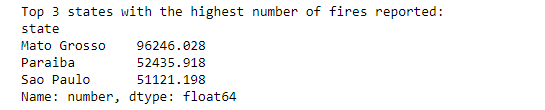 Top 3 states with the highest number of fires reported:
state
Mato Grosso    96246.028
Paraiba        52435.918
Sao Paulo      51121.198
Name: number, dtype: float64